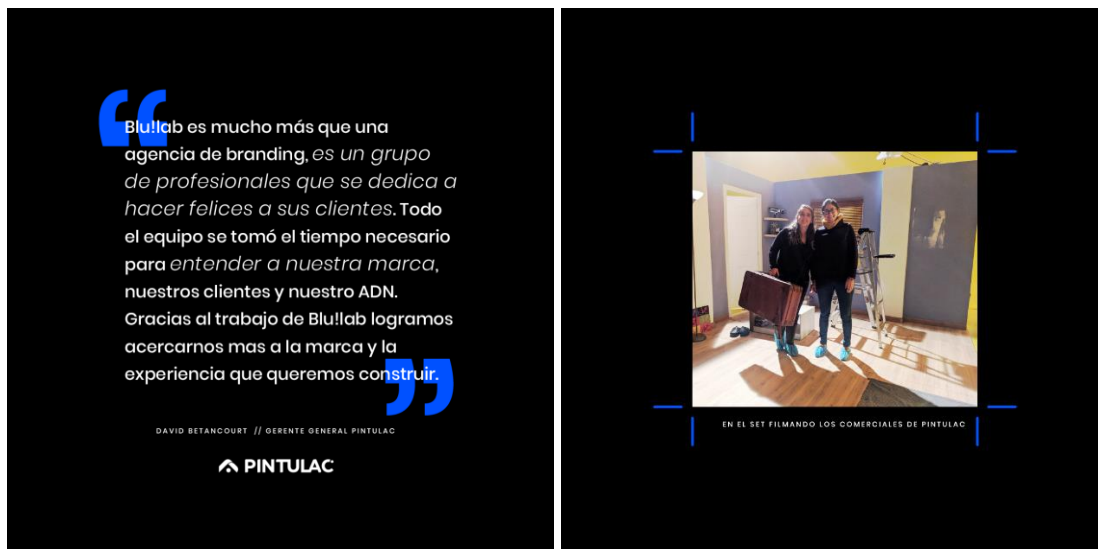 Blu!lab es mucho más que una
agencia de branding, es un grupo
de profesionales que se dedica a
hacer felices a sus clientes. Todo
el equipo se tomó el tiempo necesario
para entender a nuestra marca,
nuestros clientes y nuestro ADN.
Gracias al trabajo de Blu!lab logramos
acercarnos mas a la marca y la
experiencia que queremos construir.
DAVID BETANCOURT // GERENTE GENERAL PINTULAC
PINTULAC
EN EL SET FILMANDO LOS COMERCIALES DE PINTULAC